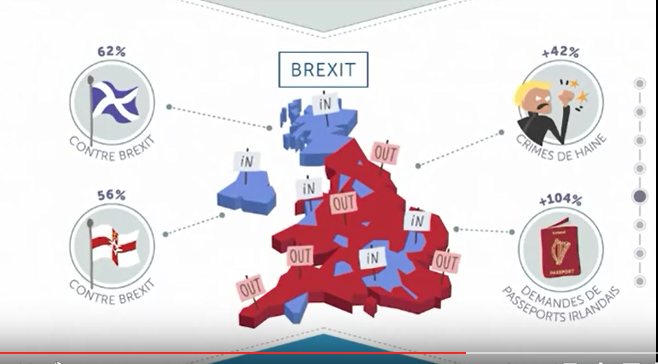 62%
CONTRE BREXIT
56%
CONTRE BREXIT
BREXIT
iN
iN
OUT
iN
OUT
iN
OUT
iN
OUT
OUT
+42%
CRIMES DE HAINE
+104%
PASSPORT
DEMANDES DE
PASSEPORTS IRLANDAIS